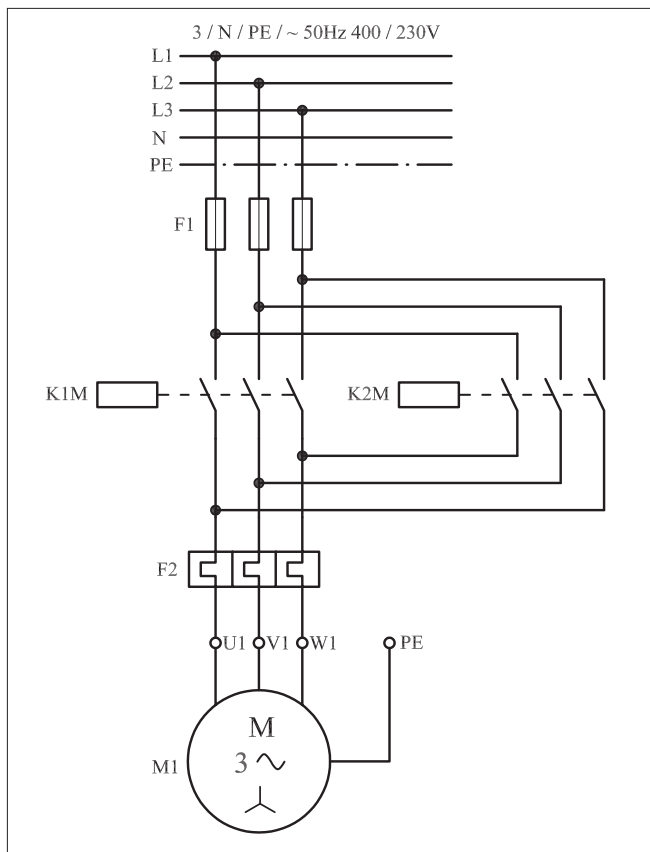 3 / N / PE / ~ 50Hz 400 / 230V
L1
L2
L3
N
PE
F1
K1M
K2M
F2
U1 V1 W1 PE
M
3
M1